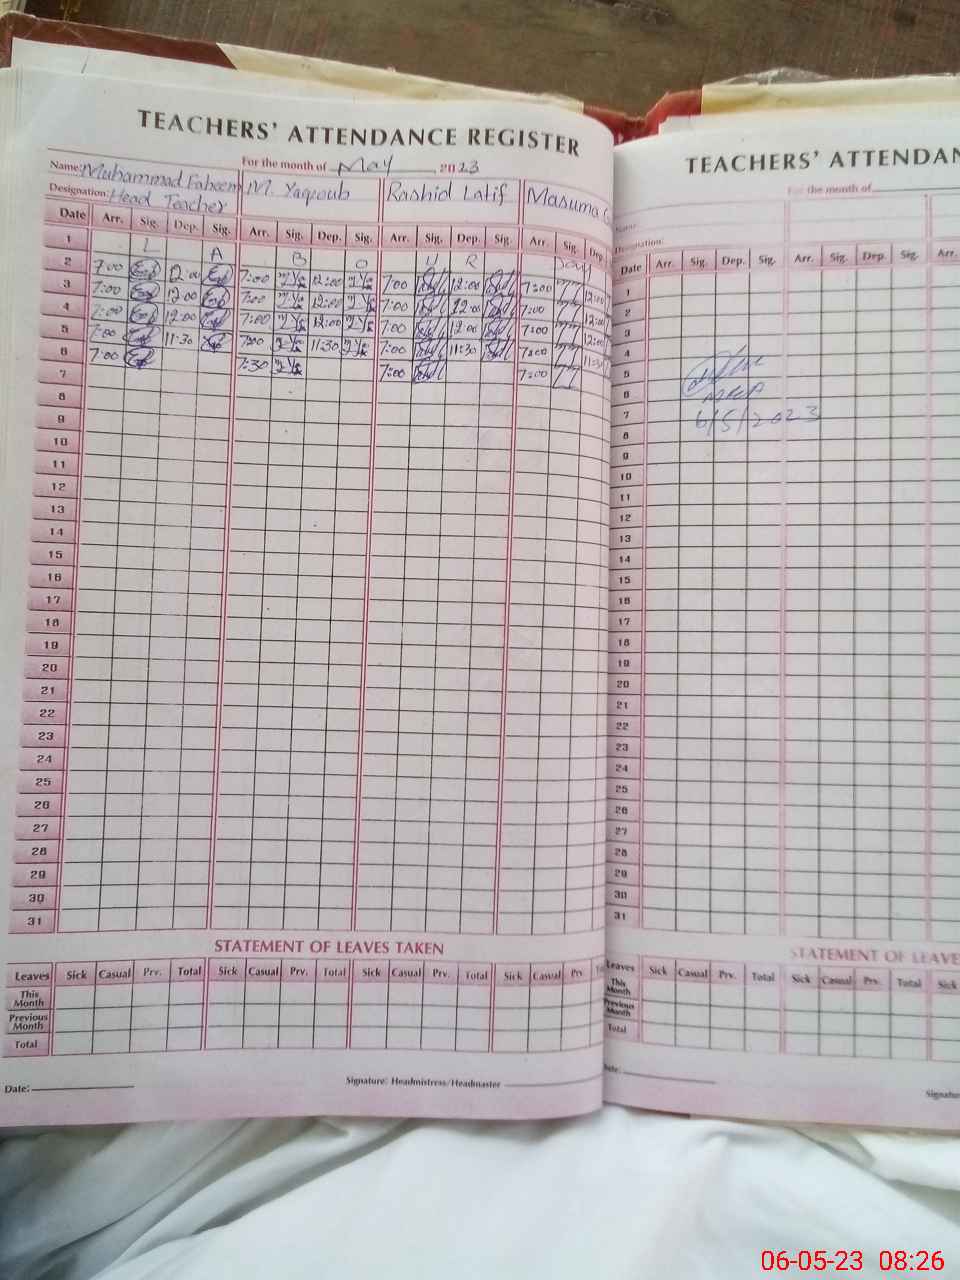 TEACHERS' ATTENDANCE REGISTER
Name: Muhammad Faheem M. Yaqoub Rashid Latif Masuma
For the month of May 2023
Designation: Head Teacher
Date Arr. Sig. Dep. Sig. Arr. Sig. Dep. Sig. Arr. Sig. Dep. Sig. Arr. Sig. Dep.
1 L A B O U R Day
2 7:00 12:00 7:00 12:00 7:00 12:00 7:00 12:00
3 7:00 12:00 7:00 12:00 7:00 12:00 7:00 12:00
4 7:00 12:00 7:00 12:00 7:00 12:00 7:00 12:00
5 7:00 11:30 7:00 11:30 7:00 11:30 7:00 11:30
6 7:00 7:30 7:00 7:00
7
8
9
10
11
12
13
14
15
16
17
18
19
20
21
22
23
24
25
26
27
28
29
30
31
STATEMENT OF LEAVES TAKEN
Leaves Sick Casual Prv. Total Sick Casual Prv. Total Sick Casual Prv. Total Sick Casual Prv.
This Month
Previous Month
Total
Date:
Signature: Headmistress/Headmaster
TEACHERS' ATTENDAN
For the month of
Name:
Designation:
Date Arr. Sig. Dep. Sig. Arr. Sig. Dep. Sig. Arr.
1
2
3
4
5
6
7
6/5/2023
8
9
10
11
12
13
14
15
16
17
18
19
20
21
22
23
24
25
26
27
28
29
30
31
STATEMENT OF LEAVE
Leaves Sick Casual Prv. Total Sick Casual Prv. Total Sick
This Month
Previous Month
Total
Date:
Signatur
06-05-23 08:26